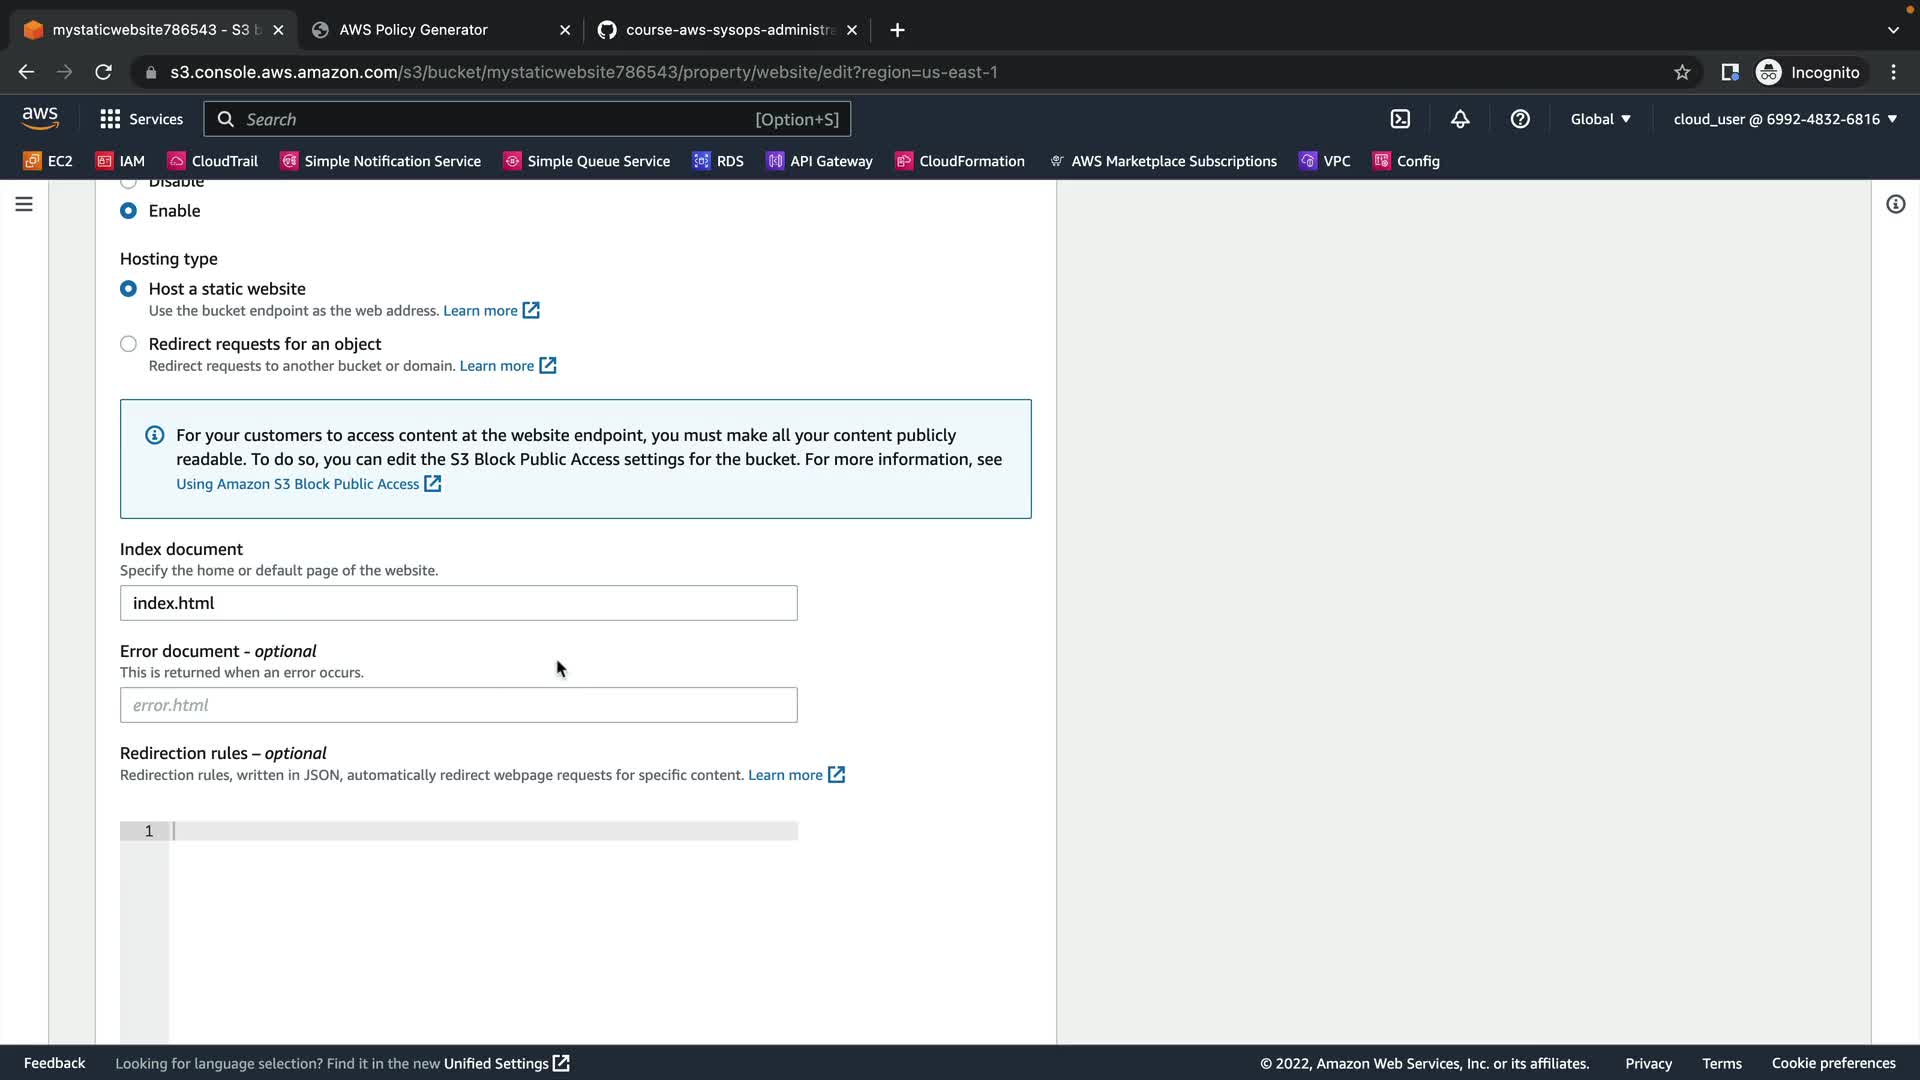 mystaticwebsite786543 - S3 b
AWS Policy Generator
course-aws-sysops-administra
s3.console.aws.amazon.com/s3/bucket/mystaticwebsite786543/property/website/edit?region=us-east-1
Incognito
aws
Services
Search
[Option+S]
Global
cloud_user @ 6992-4832-6816
EC2
IAM
CloudTrail
Simple Notification Service
Simple Queue Service
RDS
API Gateway
CloudFormation
AWS Marketplace Subscriptions
VPC
Config
Disable
Enable
Hosting type
Host a static website
Use the bucket endpoint as the web address. Learn more
Redirect requests for an object
Redirect requests to another bucket or domain. Learn more
For your customers to access content at the website endpoint, you must make all your content publicly
readable. To do so, you can edit the S3 Block Public Access settings for the bucket. For more information, see
Using Amazon S3 Block Public Access
Index document
Specify the home or default page of the website.
index.html
Error document - optional
This is returned when an error occurs.
error.html
Redirection rules – optional
Redirection rules, written in JSON, automatically redirect webpage requests for specific content. Learn more
1
Feedback
Looking for language selection? Find it in the new Unified Settings
© 2022, Amazon Web Services, Inc. or its affiliates.
Privacy
Terms
Cookie preferences